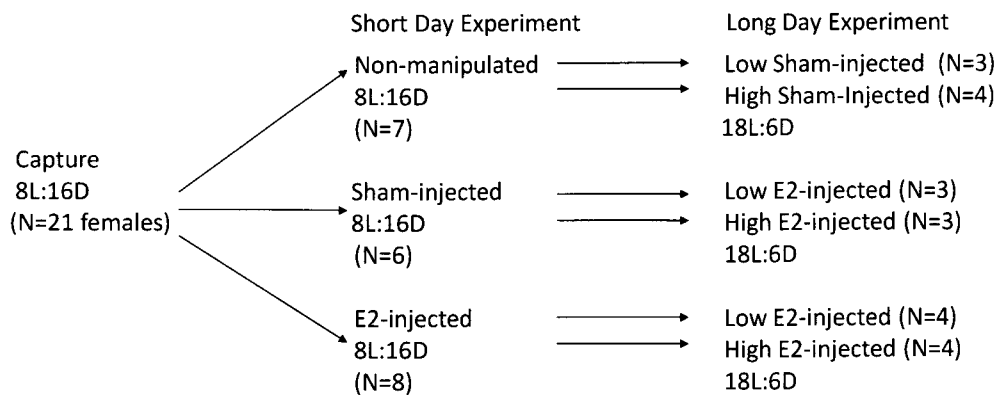 Short Day Experiment
Long Day Experiment
Non-manipulated
8L:16D
(N=7)
Low Sham-injected (N=3)
High Sham-Injected (N=4)
18L:6D
Capture
8L:16D
(N=21 females)
Sham-injected
8L:16D
(N=6)
Low E2-injected (N=3)
High E2-injected (N=3)
18L:6D
E2-injected
8L:16D
(N=8)
Low E2-injected (N=4)
High E2-injected (N=4)
18L:6D